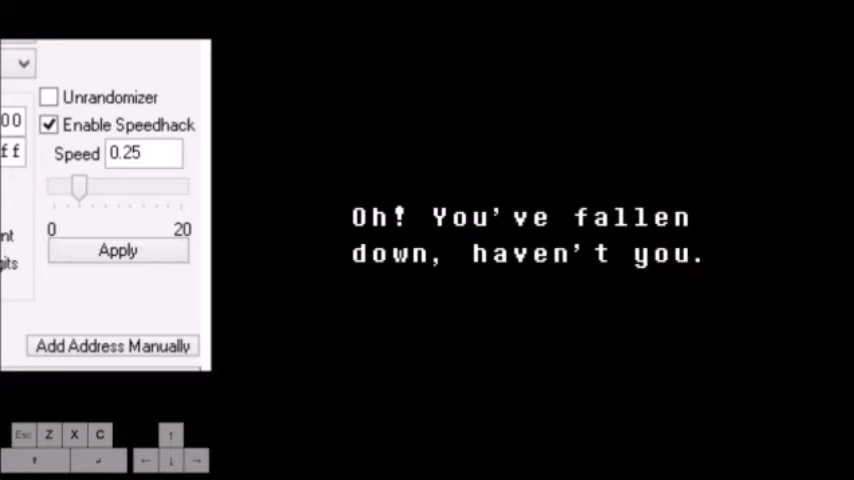 Unrandomizer
00
Enable Speedhack
ff
Speed 0.25
0 20
nt
Apply
gits
Add Address Manually
Oh! You've fallen
down, haven't you.
Esc Z X C ↑
⬆ ⤶ ← ↓ →